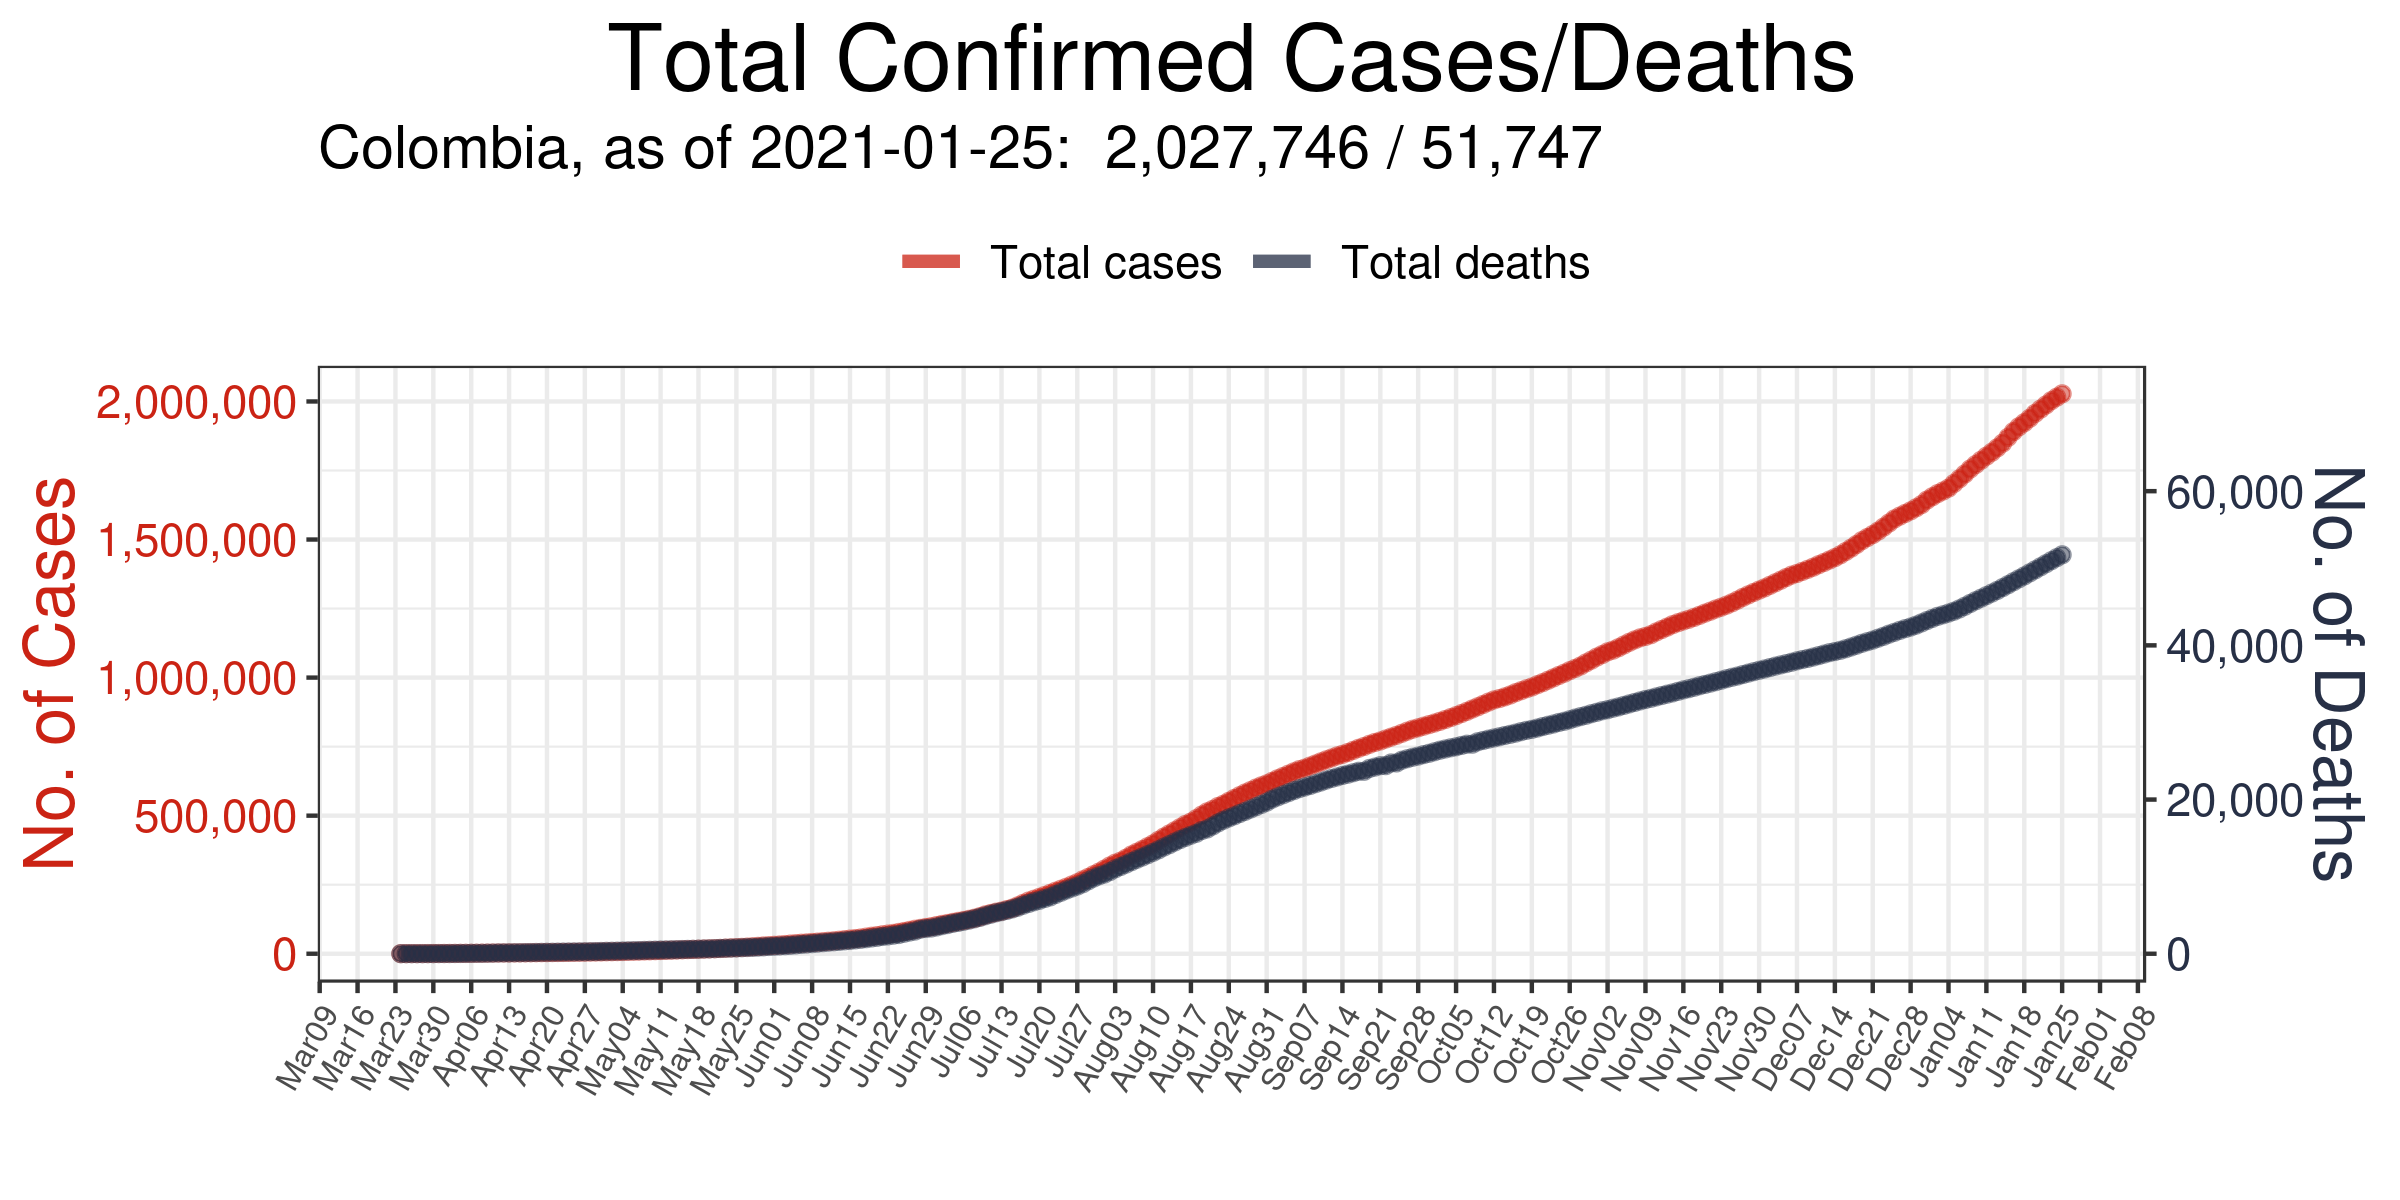 Total Confirmed Cases/Deaths
Colombia, as of 2021-01-25:  2,027,746 / 51,747
Total cases
Total deaths
No. of Cases
2,000,000
1,500,000
1,000,000
500,000
0
60,000
40,000
20,000
0
No. of Deaths
Mar09
Mar16
Mar23
Mar30
Apr06
Apr13
Apr20
Apr27
May04
May11
May18
May25
Jun01
Jun08
Jun15
Jun22
Jun29
Jul06
Jul13
Jul20
Jul27
Aug03
Aug10
Aug17
Aug24
Aug31
Sep07
Sep14
Sep21
Sep28
Oct05
Oct12
Oct19
Oct26
Nov02
Nov09
Nov16
Nov23
Nov30
Dec07
Dec14
Dec21
Dec28
Jan04
Jan11
Jan18
Jan25
Feb01
Feb08